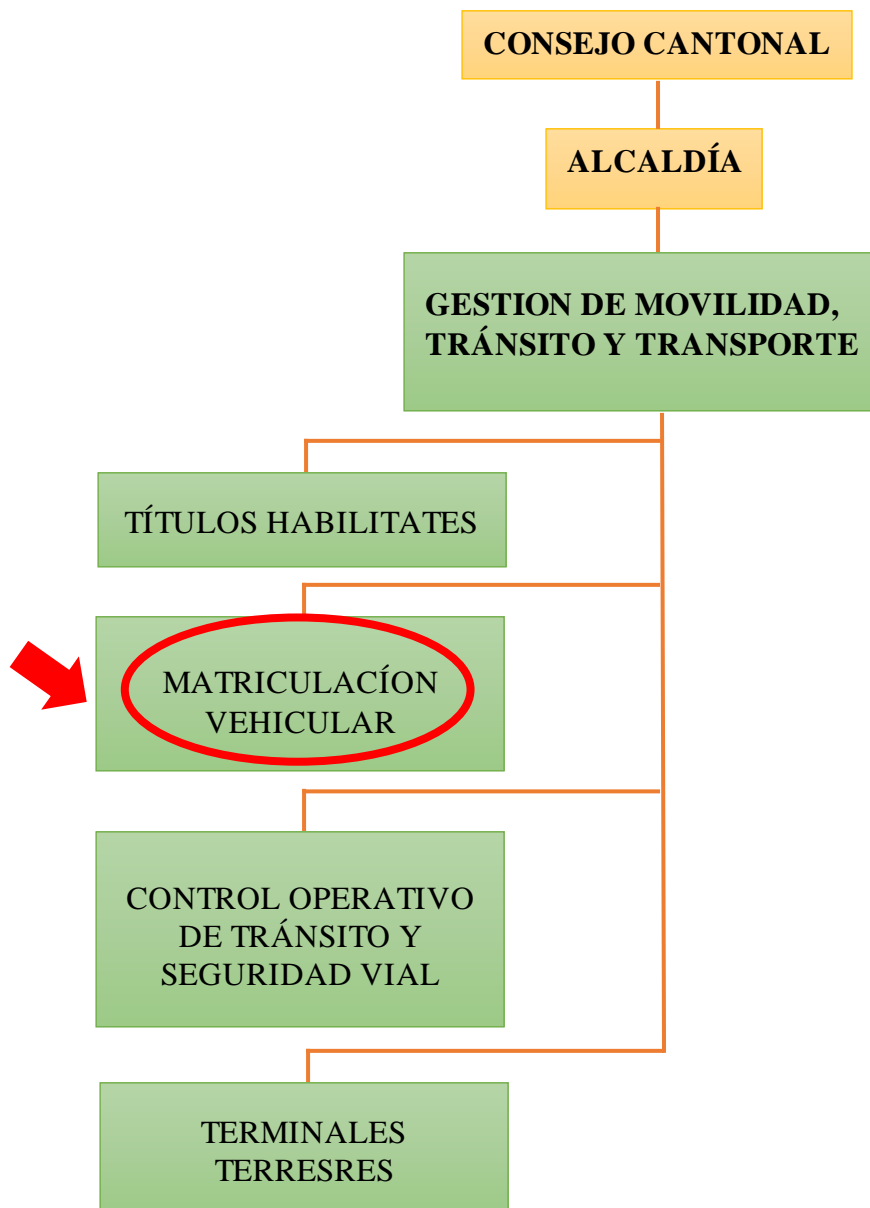 CONSEJO CANTONAL
ALCALDÍA
GESTION DE MOVILIDAD,
TRÁNSITO Y TRANSPORTE
TÍTULOS HABILITATES
MATRICULACÍON
VEHICULAR
CONTROL OPERATIVO
DE TRÁNSITO Y
SEGURIDAD VIAL
TERMINALES
TERRESRES